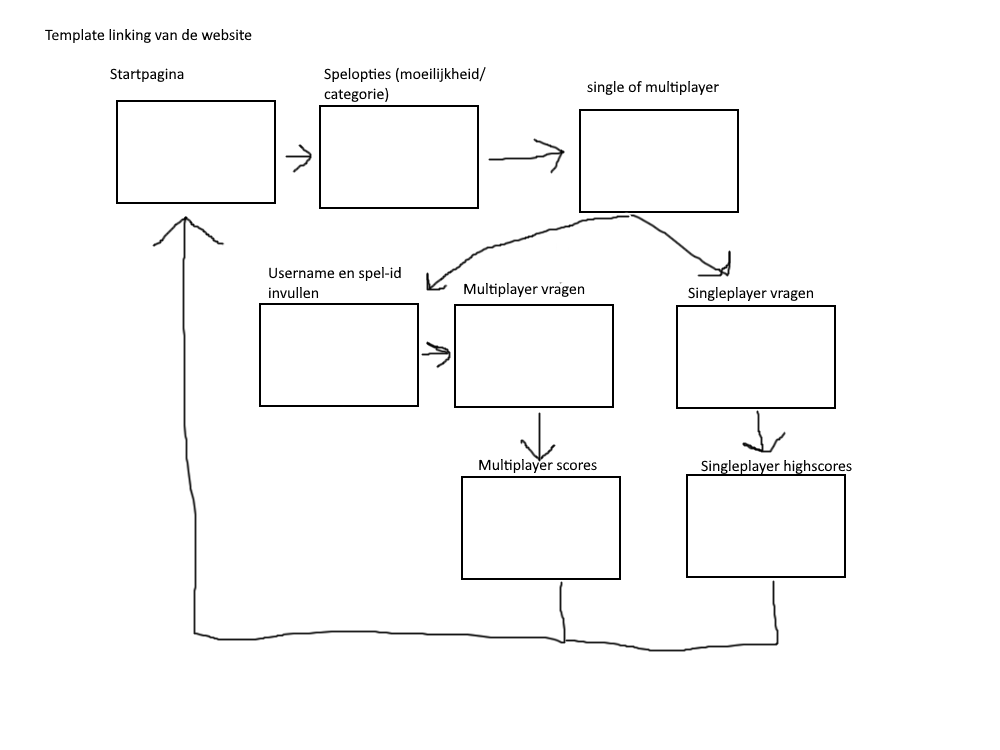 Template linking van de website
Startpagina
Spelopties (moeilijkheid/
categorie)
single of multiplayer
Username en spel-id
invullen
Multiplayer vragen
Singleplayer vragen
Multiplayer scores
Singleplayer highscores